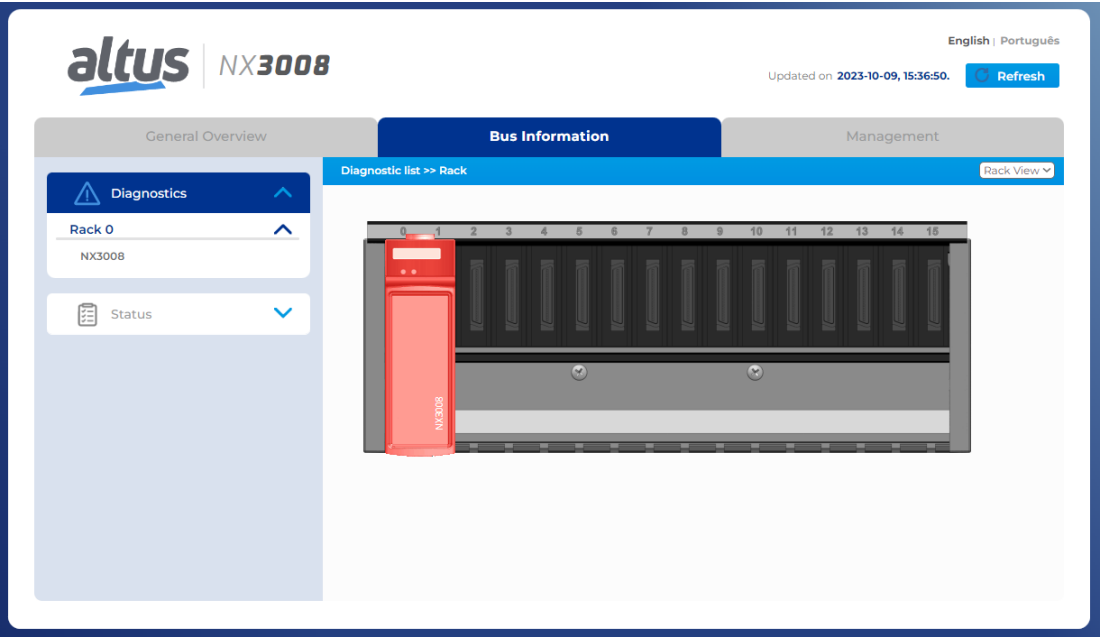 English | Português
altus NX3008
Updated on 2023-10-09, 15:36:50. Refresh
General Overview Bus Information Management
Diagnostic list >> Rack Rack View
Diagnostics
Rack 0
NX3008
Status
0 1 2 3 4 5 6 7 8 9 10 11 12 13 14 15
NX3008